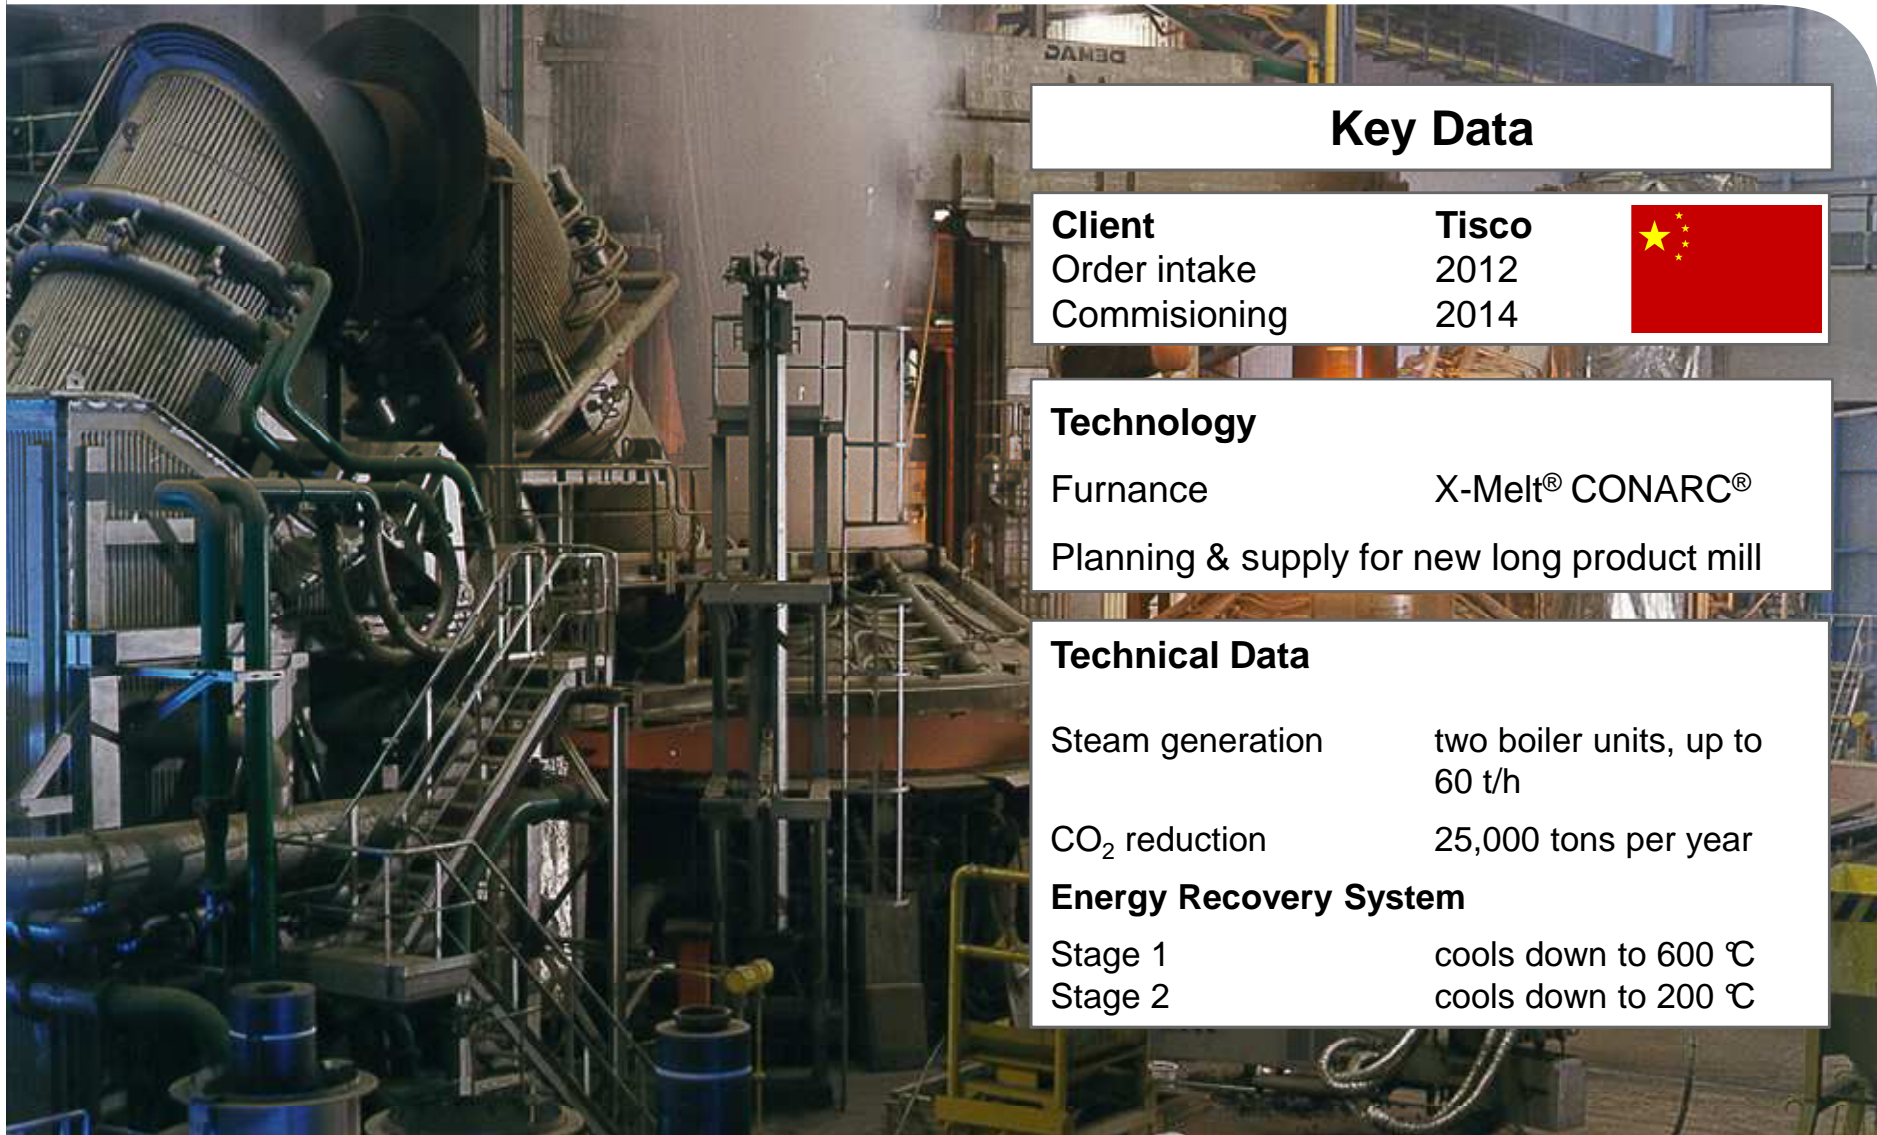 DEMAG
Key Data
Client Tisco
Order intake 2012
Commisioning 2014
Technology
Furnance X-Melt® CONARC®
Planning & supply for new long product mill
Technical Data
Steam generation two boiler units, up to
60 t/h
CO₂ reduction 25,000 tons per year
Energy Recovery System
Stage 1 cools down to 600 °C
Stage 2 cools down to 200 °C